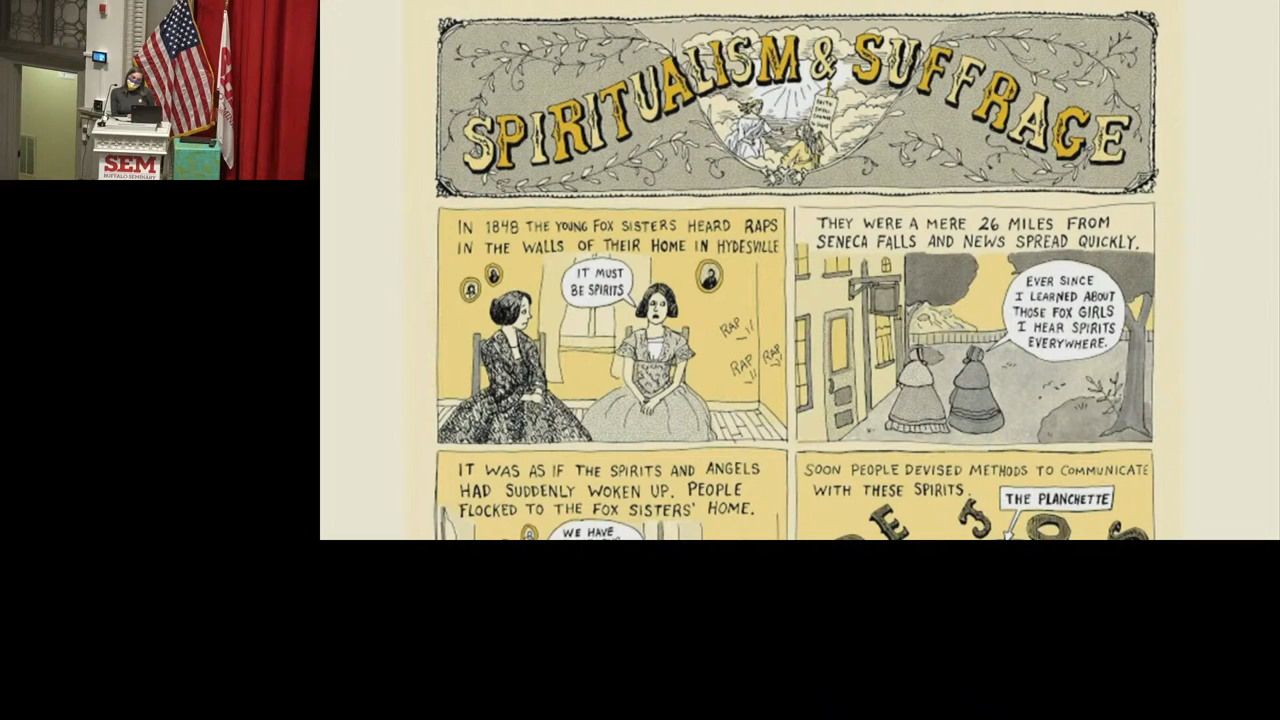 SEM
BUFFALO SEMINARY
SPIRITUALISM & SUFFRAGE
IN 1848 THE YOUNG FOX SISTERS HEARD RAPS
IN THE WALLS OF THEIR HOME IN HYDESVILLE
IT MUST
BE SPIRITS
RAP
RAP
RAP
THEY WERE A MERE 26 MILES FROM
SENECA FALLS AND NEWS SPREAD QUICKLY.
EVER SINCE
I LEARNED ABOUT
THOSE FOX GIRLS
I HEAR SPIRITS
EVERYWHERE.
IT WAS AS IF THE SPIRITS AND ANGELS
HAD SUDDENLY WOKEN UP. PEOPLE
FLOCKED TO THE FOX SISTERS' HOME.
WE HAVE
SOON PEOPLE DEVISED METHODS TO COMMUNICATE
WITH THESE SPIRITS.
THE PLANCHETTE
E J O S